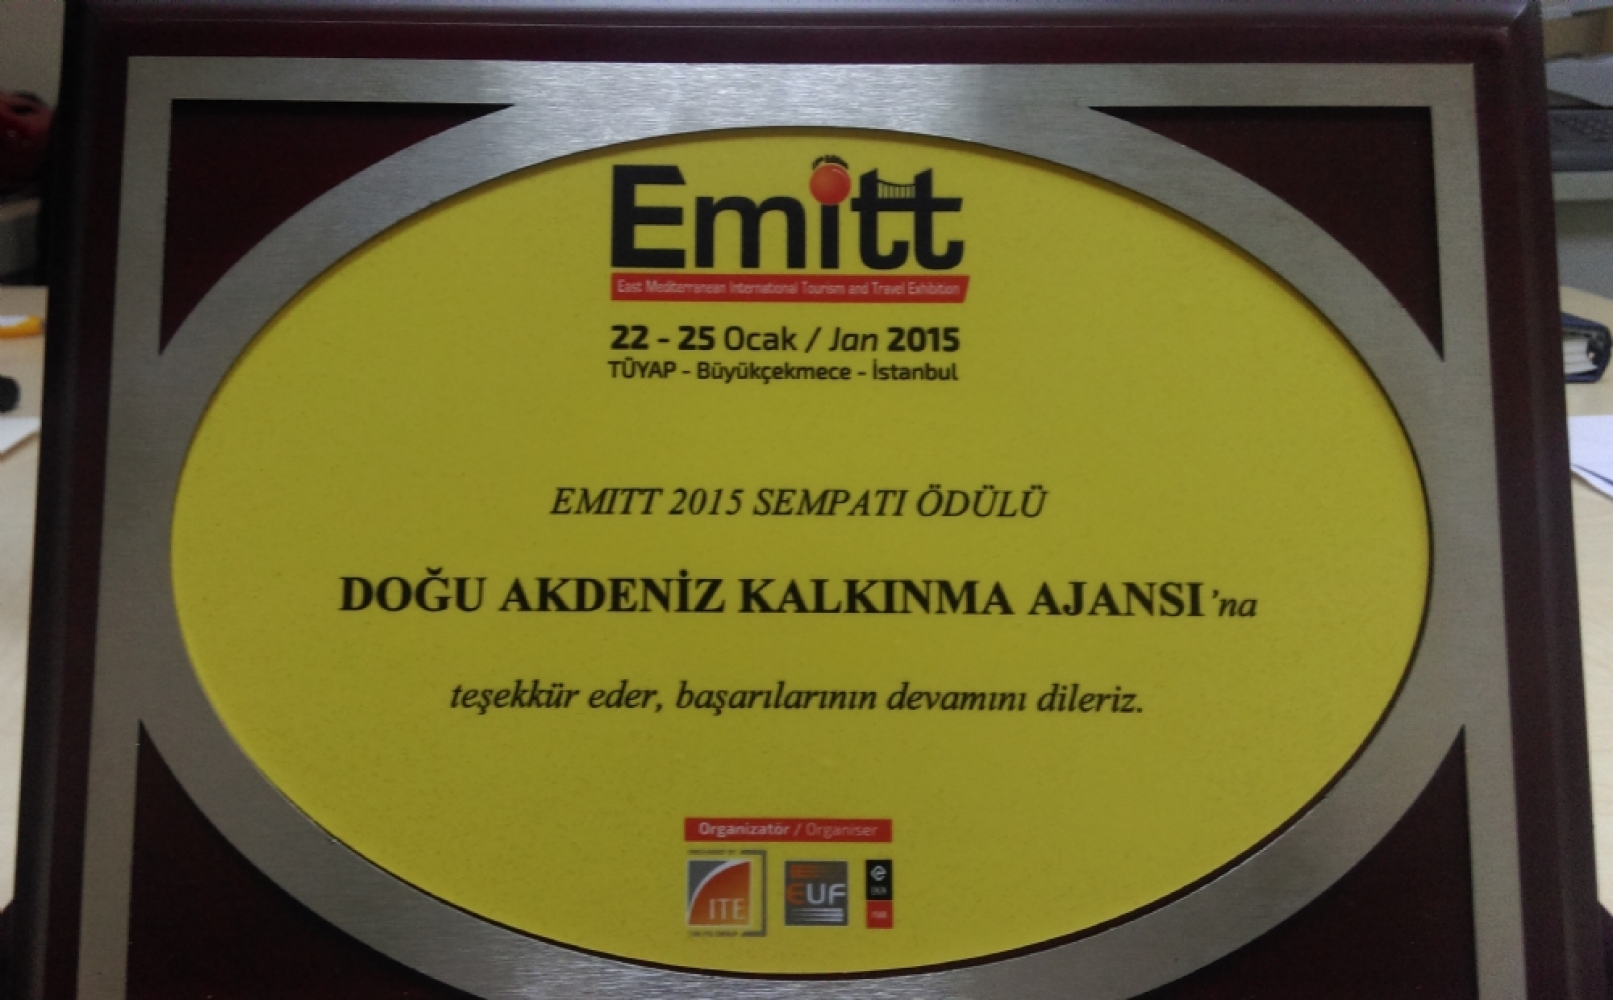 Emitt
East Mediterranean International Tourism and Travel Exhibition
22 - 25 Ocak / Jan 2015
TÜYAP - Büyükçekmece - İstanbul
EMITT 2015 SEMPATI ÖDÜLÜ
DOĞU AKDENİZ KALKINMA AJANSI'na
teşekkür eder, başarılarının devamını dileriz.
Organizatör / Organiser
ITE
EUF